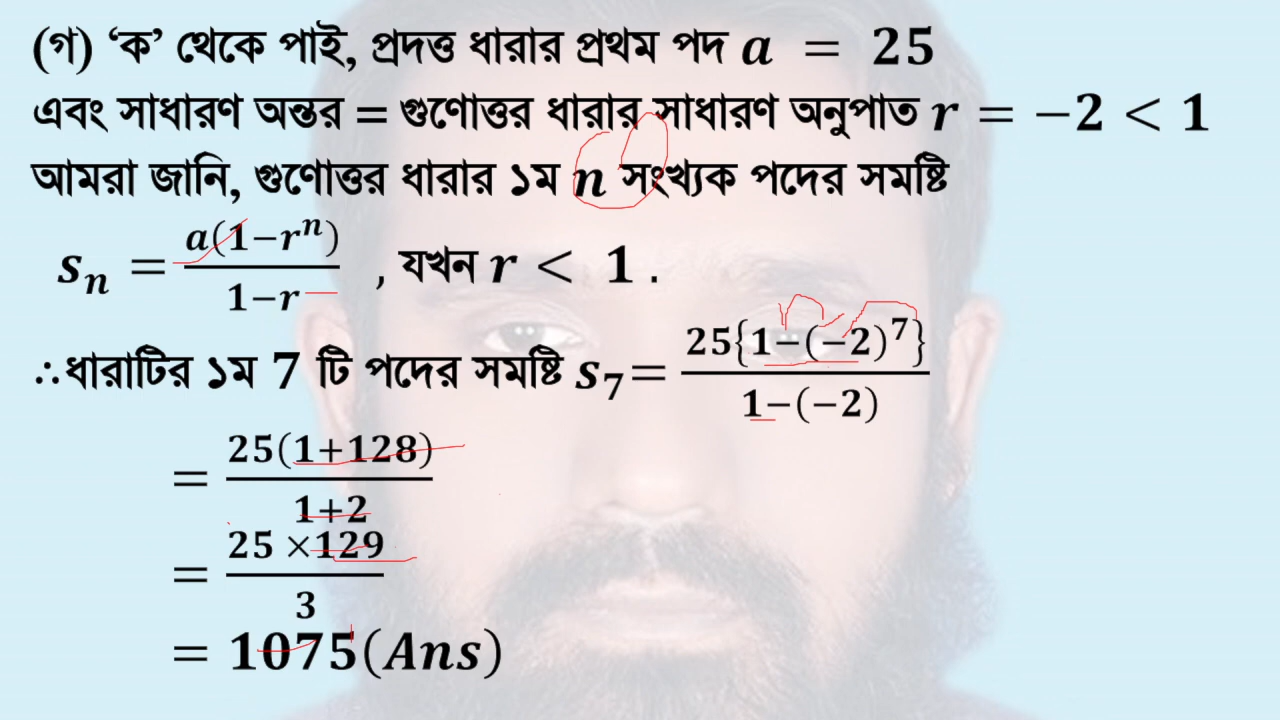 (গ) ‘ক’ থেকে পাই, প্রদত্ত ধারার প্রথম পদ a = 25
এবং সাধারণ অন্তর = গুণোত্তর ধারার সাধারণ অনুপাত r = −2 < 1
আমরা জানি, গুণোত্তর ধারার ১ম n সংখ্যক পদের সমষ্টি
sₙ = a(1−rⁿ) / 1−r , যখন r < 1 .
∴ধারাটির ১ম 7 টি পদের সমষ্টি s₇= 25{1−(−2)⁷} / 1−(−2)
= 25(1+128) / 1+2
= 25 ×129 / 3
= 1075(Ans)